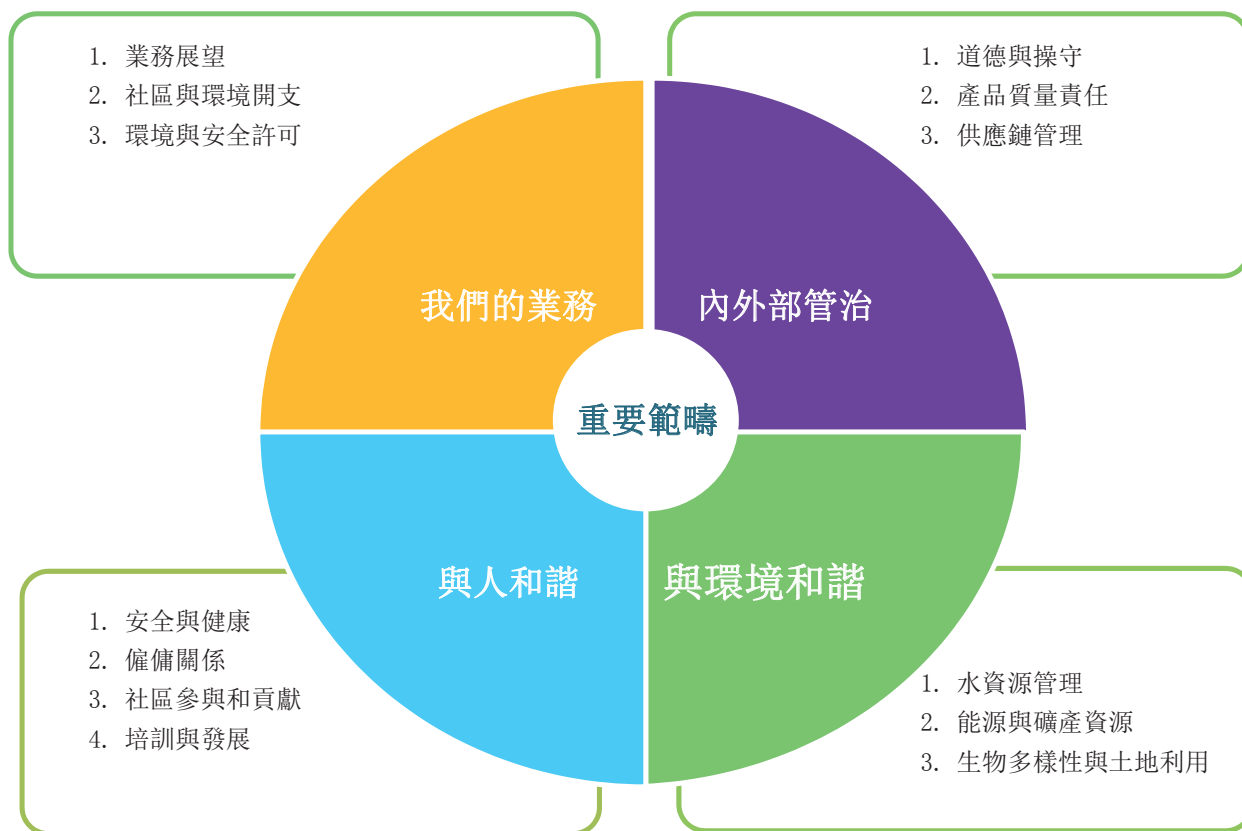 1. 業務展望
2. 社區與環境開支
3. 環境與安全許可
1. 道德與操守
2. 產品質量責任
3. 供應鏈管理
我們的業務
內外部管治
重要範疇
與人和諧
與環境和諧
1. 安全與健康
2. 僱傭關係
3. 社區參與和貢獻
4. 培訓與發展
1. 水資源管理
2. 能源與礦產資源
3. 生物多樣性與土地利用